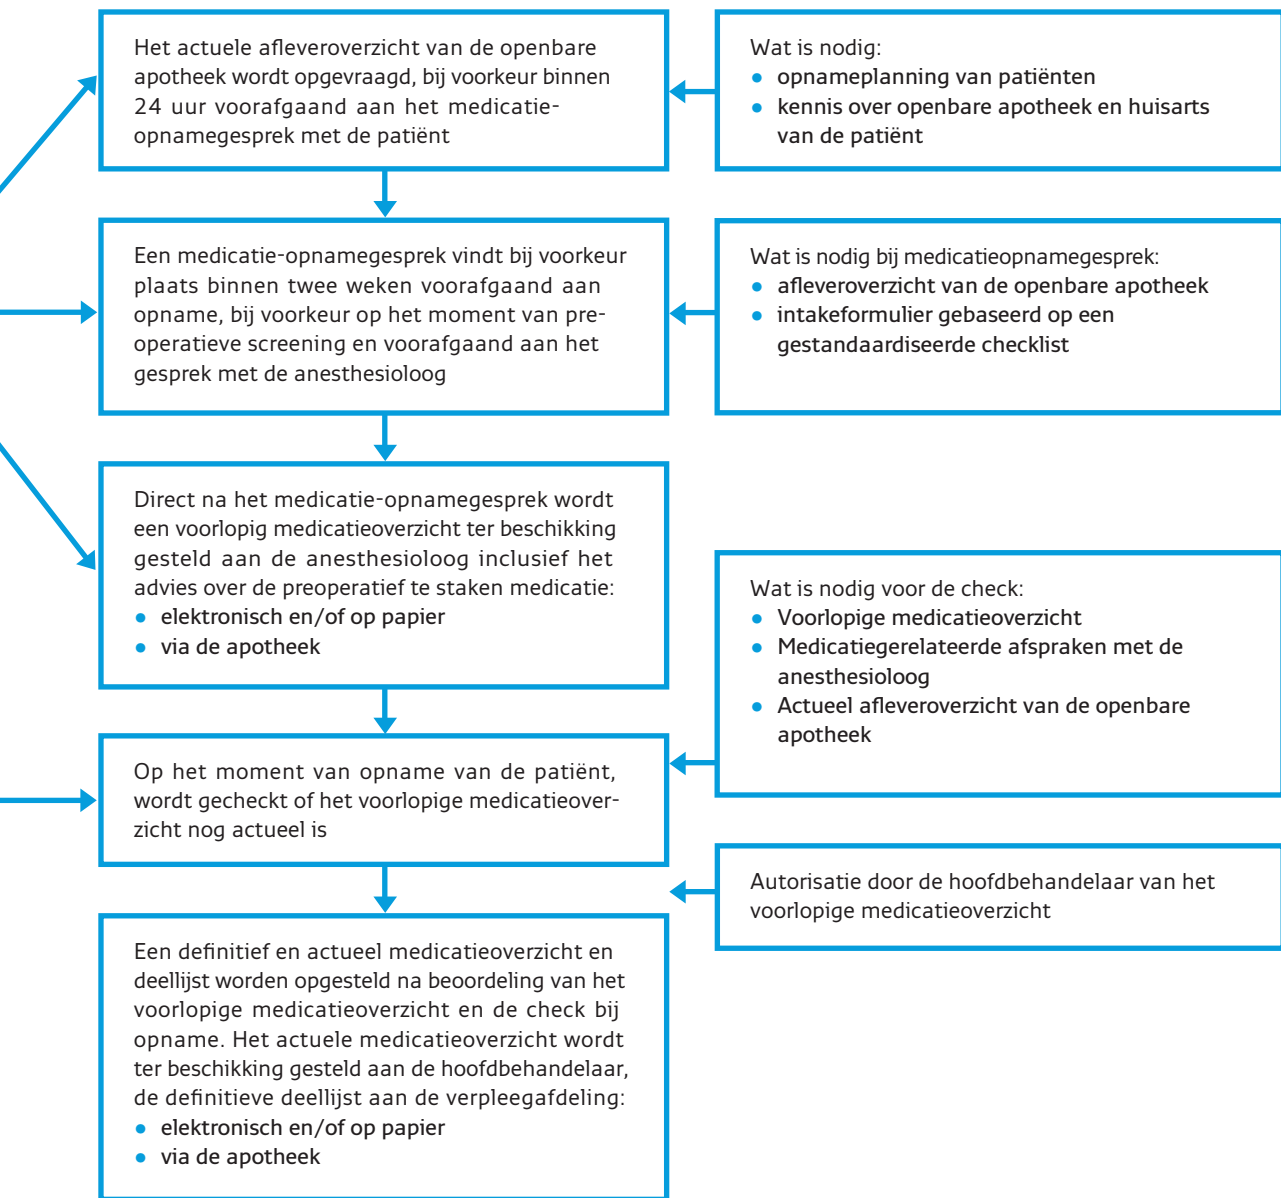 Het actuele afleveroverzicht van de openbare
apotheek wordt opgevraagd, bij voorkeur binnen
24 uur voorafgaand aan het medicatie-
opnamegesprek met de patiënt
Wat is nodig:
● opnameplanning van patiënten
● kennis over openbare apotheek en huisarts
van de patiënt
Een medicatie-opnamegesprek vindt bij voorkeur
plaats binnen twee weken voorafgaand aan
opname, bij voorkeur op het moment van pre-
operatieve screening en voorafgaand aan het
gesprek met de anesthesioloog
Wat is nodig bij medicatieopnamegesprek:
● afleveroverzicht van de openbare apotheek
● intakeformulier gebaseerd op een
gestandaardiseerde checklist
Direct na het medicatie-opnamegesprek wordt
een voorlopig medicatieoverzicht ter beschikking
gesteld aan de anesthesioloog inclusief het
advies over de preoperatief te staken medicatie:
● elektronisch en/of op papier
● via de apotheek
Wat is nodig voor de check:
● Voorlopige medicatieoverzicht
● Medicatiegerelateerde afspraken met de
anesthesioloog
● Actueel afleveroverzicht van de openbare
apotheek
Op het moment van opname van de patiënt,
wordt gecheckt of het voorlopige medicatieover-
zicht nog actueel is
Autorisatie door de hoofdbehandelaar van het
voorlopige medicatieoverzicht
Een definitief en actueel medicatieoverzicht en
deellijst worden opgesteld na beoordeling van het
voorlopige medicatieoverzicht en de check bij
opname. Het actuele medicatieoverzicht wordt
ter beschikking gesteld aan de hoofdbehandelaar,
de definitieve deellijst aan de verpleegafdeling:
● elektronisch en/of op papier
● via de apotheek